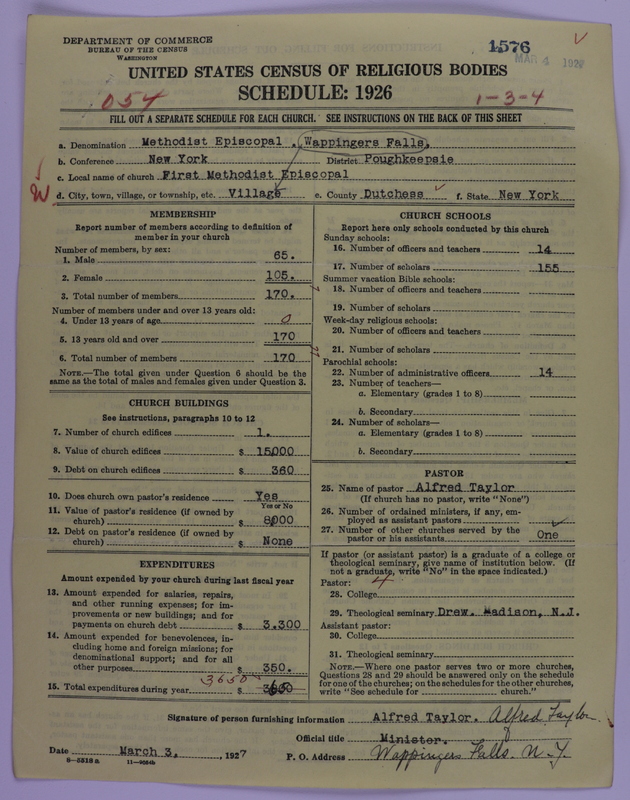 DEPARTMENT OF COMMERCE
BUREAU OF THE CENSUS
WASHINGTON
1576
MAR 4 1927
UNITED STATES CENSUS OF RELIGIOUS BODIES
SCHEDULE: 1926
054
1-3-4
FILL OUT A SEPARATE SCHEDULE FOR EACH CHURCH. SEE INSTRUCTIONS ON THE BACK OF THIS SHEET
a. Denomination Methodist Episcopal . Wappingers Falls,
b. Conference New York District Poughkeepsie
c. Local name of church First Methodist Episcopal
W
d. City, town, village, or township, etc. Village e. County Dutchess f. State New York
MEMBERSHIP
Report number of members according to definition of
member in your church
Number of members, by sex:
1. Male 65.
2. Female 105.
3. Total number of members 170.
Number of members under and over 13 years old:
4. Under 13 years of age 0
5. 13 years old and over 170
6. Total number of members 170
NOTE.—The total given under Question 6 should be
same as the total of males and females given under Question 3.
CHURCH BUILDINGS
See instructions, paragraphs 10 to 12
7. Number of church edifices 1.
8. Value of church edifices $ 15000
9. Debt on church edifices $ 360
10. Does church own pastor's residence Yes
Yes or No
11. Value of pastor's residence (if owned by
church) $ 8000
12. Debt on pastor's residence (if owned by
church) $ None
EXPENDITURES
Amount expended by your church during last fiscal year
13. Amount expended for salaries, repairs,
and other running expenses; for im-
provements or new buildings; and for
payments on church debt $ 3.300
14. Amount expended for benevolences, in-
cluding home and foreign missions; for
denominational support; and for all
other purposes $ 350.
3650
15. Total expenditures during year $
CHURCH SCHOOLS
Report here only schools conducted by this church
Sunday schools:
16. Number of officers and teachers 14
17. Number of scholars 155
Summer vacation Bible schools:
18. Number of officers and teachers
19. Number of scholars
Week-day religious schools:
20. Number of officers and teachers
21. Number of scholars
Parochial schools:
22. Number of administrative officers 14
23. Number of teachers—
a. Elementary (grades 1 to 8)
b. Secondary
24. Number of scholars—
a. Elementary (grades 1 to 8)
b. Secondary
PASTOR
25. Name of pastor Alfred Taylor
(If church has no pastor, write "None")
26. Number of ordained ministers, if any, em-
ployed as assistant pastors
27. Number of other churches served by the
pastor or his assistants One
If pastor (or assistant pastor) is a graduate of a college or
theological seminary, give name of institution below. (If
not a graduate, write "No" in the space indicated.)
Pastor: 4
28. College
29. Theological seminary Drew. Madison, N.J.
Assistant pastor:
30. College
31. Theological seminary
NOTE.—Where one pastor serves two or more churches,
Questions 28 and 29 should be answered only on the schedule
for one of the churches; on the schedules for the other churches,
write "See schedule for church."
Signature of person furnishing information Alfred Taylor. Alfred Taylor.
Official title Minister.
Date March 3, , 1927 P. O. Address Wappingers Falls. N.Y.
6—5518 a 11—9084b